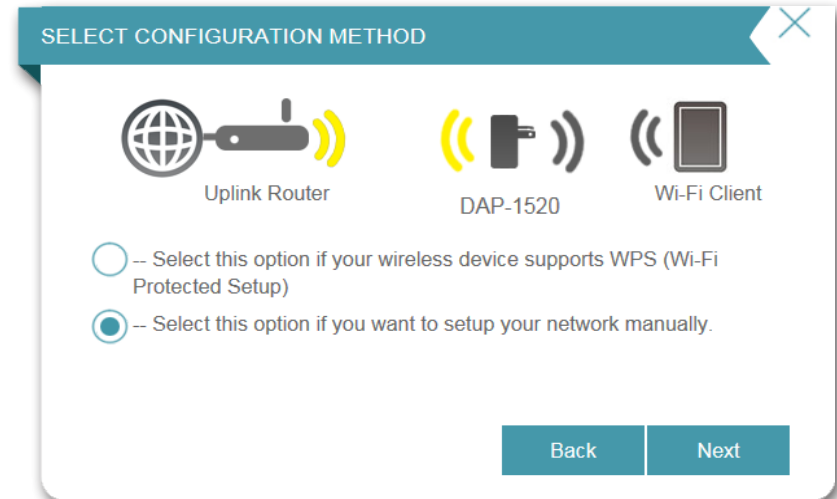 SELECT CONFIGURATION METHOD
Uplink Router
DAP-1520
Wi-Fi Client
-- Select this option if your wireless device supports WPS (Wi-Fi
Protected Setup)
-- Select this option if you want to setup your network manually.
Back
Next